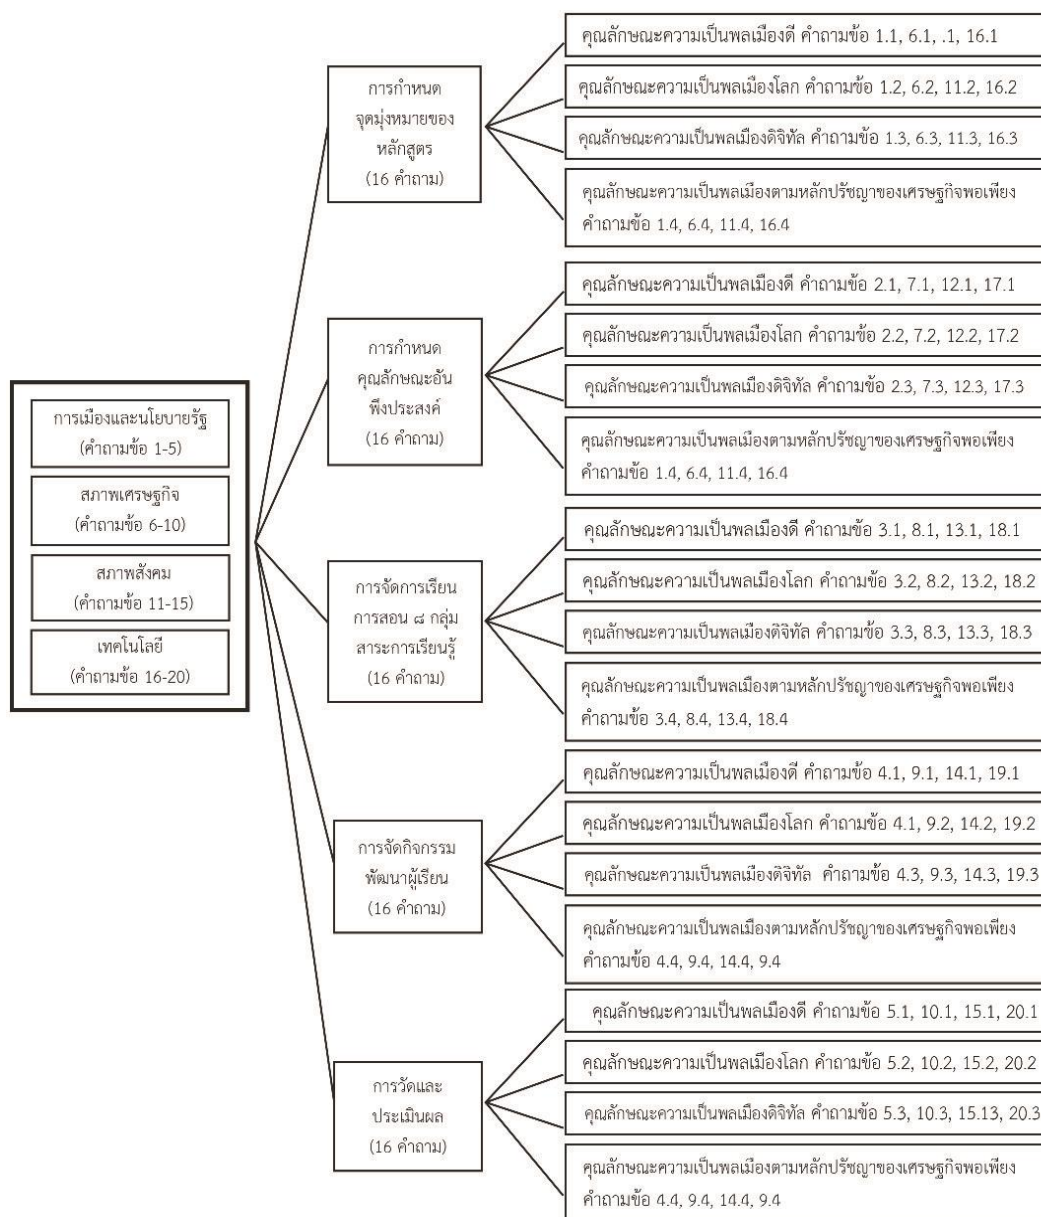 การเมืองและนโยบายรัฐ
(คำถามข้อ 1-5)
สภาพเศรษฐกิจ
(คำถามข้อ 6-10)
สภาพสังคม
(คำถามข้อ 11-15)
เทคโนโลยี
(คำถามข้อ 16-20)
การกำหนด
จุดมุ่งหมายของ
หลักสูตร
(16 คำถาม)
คุณลักษณะความเป็นพลเมืองดี คำถามข้อ 1.1, 6.1, .1, 16.1
คุณลักษณะความเป็นพลเมืองโลก คำถามข้อ 1.2, 6.2, 11.2, 16.2
คุณลักษณะความเป็นพลเมืองดิจิทัล คำถามข้อ 1.3, 6.3, 11.3, 16.3
คุณลักษณะความเป็นพลเมืองตามหลักปรัชญาของเศรษฐกิจพอเพียง
คำถามข้อ 1.4, 6.4, 11.4, 16.4
การกำหนด
คุณลักษณะอัน
พึงประสงค์
(16 คำถาม)
คุณลักษณะความเป็นพลเมืองดี คำถามข้อ 2.1, 7.1, 12.1, 17.1
คุณลักษณะความเป็นพลเมืองโลก คำถามข้อ 2.2, 7.2, 12.2, 17.2
คุณลักษณะความเป็นพลเมืองดิจิทัล คำถามข้อ 2.3, 7.3, 12.3, 17.3
คุณลักษณะความเป็นพลเมืองตามหลักปรัชญาของเศรษฐกิจพอเพียง
คำถามข้อ 1.4, 6.4, 11.4, 16.4
การจัดการเรียน
การสอน ๘ กลุ่ม
สาระการเรียนรู้
(16 คำถาม)
คุณลักษณะความเป็นพลเมืองดี คำถามข้อ 3.1, 8.1, 13.1, 18.1
คุณลักษณะความเป็นพลเมืองโลก คำถามข้อ 3.2, 8.2, 13.2, 18.2
คุณลักษณะความเป็นพลเมืองดิจิทัล คำถามข้อ 3.3, 8.3, 13.3, 18.3
คุณลักษณะความเป็นพลเมืองตามหลักปรัชญาของเศรษฐกิจพอเพียง
คำถามข้อ 3.4, 8.4, 13.4, 18.4
การจัดกิจกรรม
พัฒนาผู้เรียน
(16 คำถาม)
คุณลักษณะความเป็นพลเมืองดี คำถามข้อ 4.1, 9.1, 14.1, 19.1
คุณลักษณะความเป็นพลเมืองโลก คำถามข้อ 4.1, 9.2, 14.2, 19.2
คุณลักษณะความเป็นพลเมืองดิจิทัล คำถามข้อ 4.3, 9.3, 14.3, 19.3
คุณลักษณะความเป็นพลเมืองตามหลักปรัชญาของเศรษฐกิจพอเพียง
คำถามข้อ 4.4, 9.4, 14.4, 9.4
การวัดและ
ประเมินผล
(16 คำถาม)
คุณลักษณะความเป็นพลเมืองดี คำถามข้อ 5.1, 10.1, 15.1, 20.1
คุณลักษณะความเป็นพลเมืองโลก คำถามข้อ 5.2, 10.2, 15.2, 20.2
คุณลักษณะความเป็นพลเมืองดิจิทัล คำถามข้อ 5.3, 10.3, 15.13, 20.3
คุณลักษณะความเป็นพลเมืองตามหลักปรัชญาของเศรษฐกิจพอเพียง
คำถามข้อ 4.4, 9.4, 14.4, 9.4